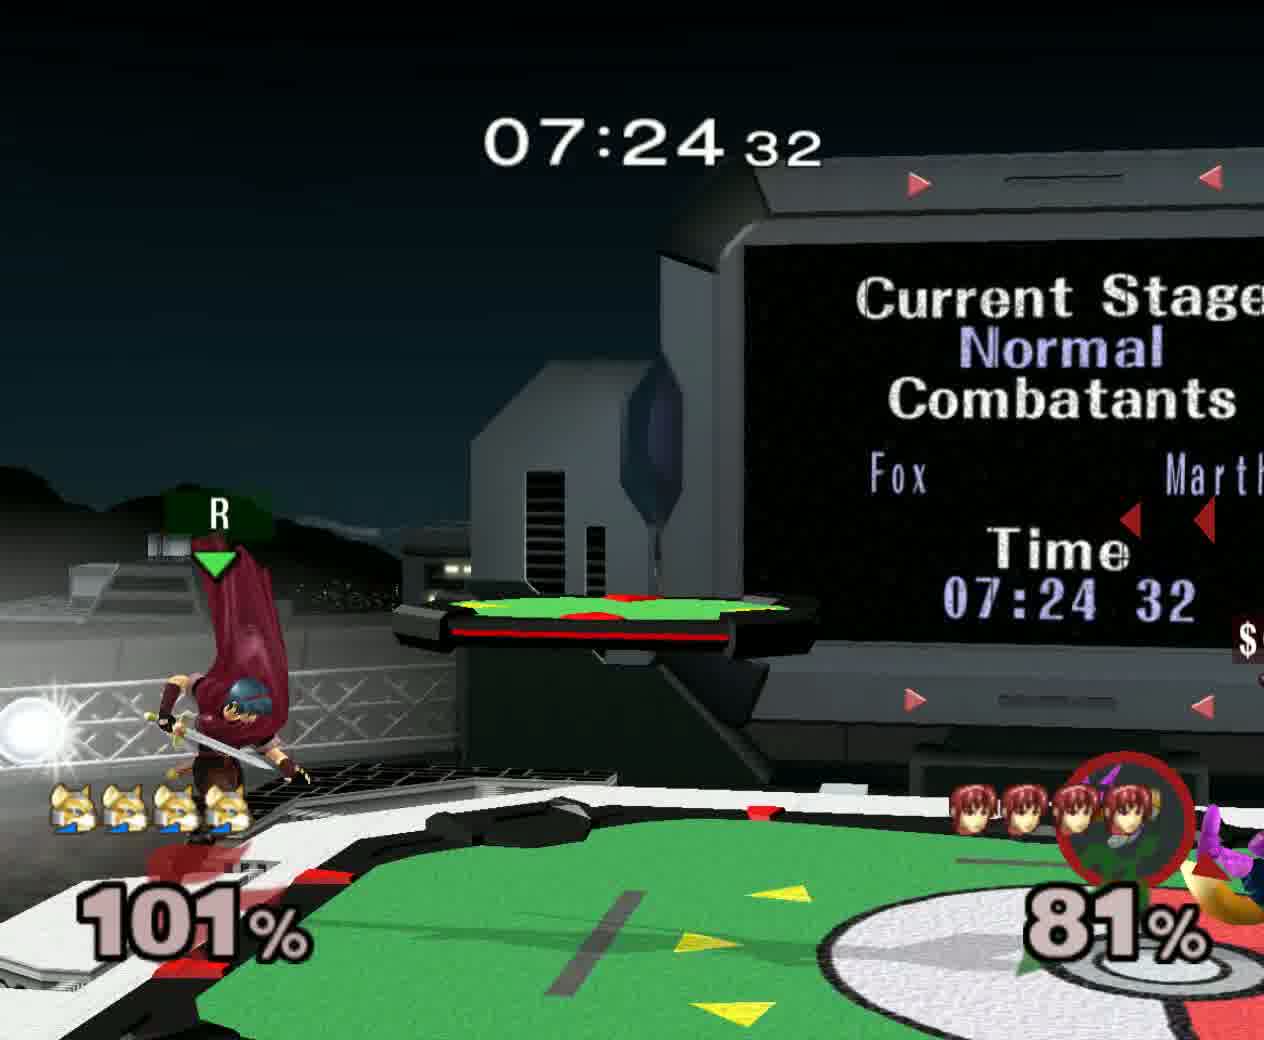 07:24 32
Current Stage
Normal
Combatants
Fox Marth
Time
07:24 32
R
$
101%
81%